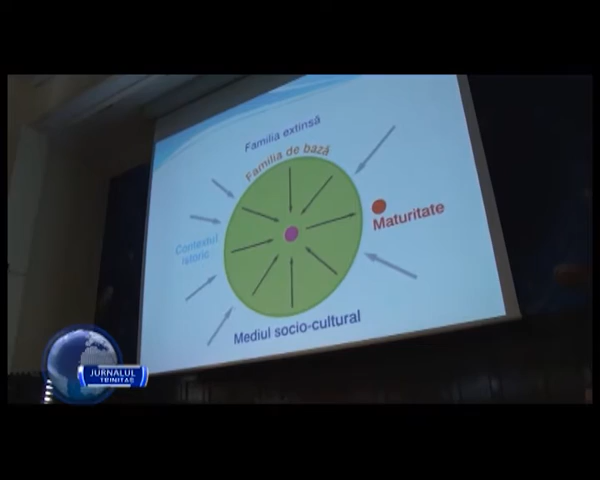 Familia extinsă
Familia de bază
Maturitate
Contextul
istoric
Mediul socio-cultural
JURNALUL
TRINITAS